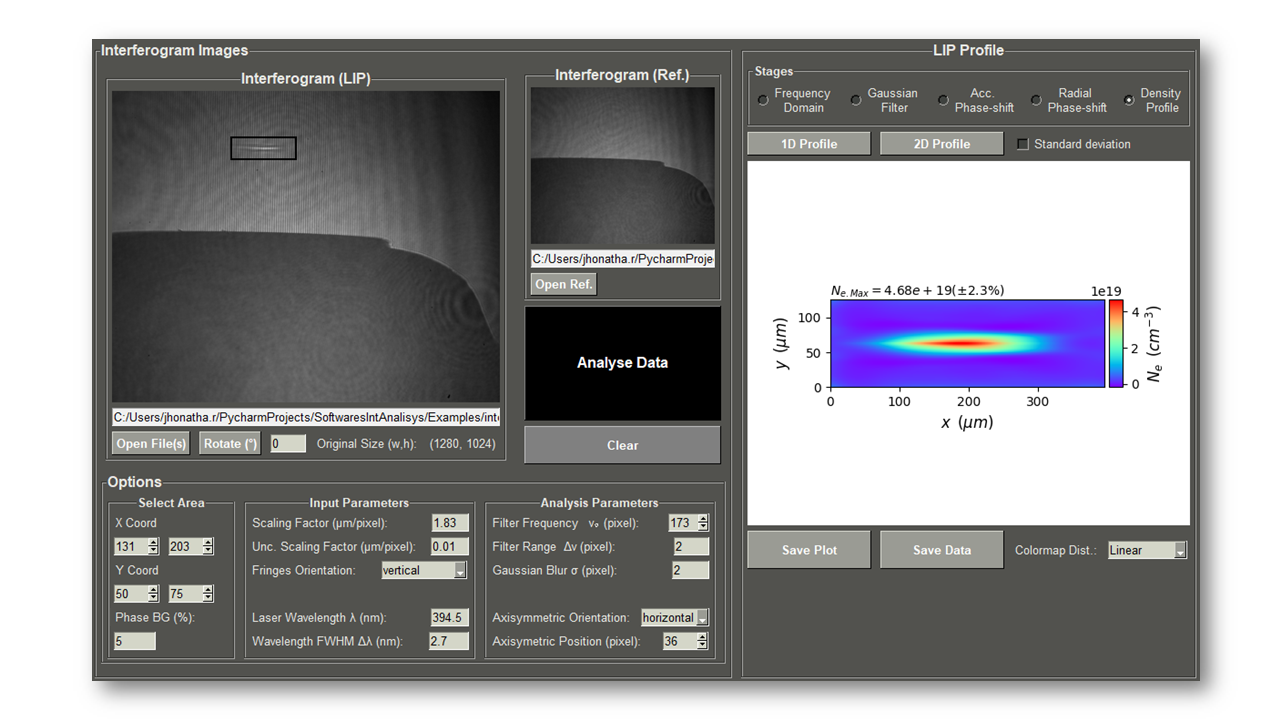 Interferogram Images
Interferogram (LIP)
C:/Users/jhonatha.r/PycharmProjects/SoftwaresIntAnalisys/Examples/int
Open File(s)
Rotate (°)
0
Original Size (w,h): (1280, 1024)
Interferogram (Ref.)
C:/Users/jhonatha.r/PycharmProje
Open Ref.
Analyse Data
Clear
Options
Select Area
X Coord
131 203
Y Coord
50 75
Phase BG (%):
5
Input Parameters
Scaling Factor (μm/pixel): 1.83
Unc. Scaling Factor (μm/pixel): 0.01
Fringes Orientation: vertical
Laser Wavelength λ (nm): 394.5
Wavelength FWHM Δλ (nm): 2.7
Analysis Parameters
Filter Frequency νₒ (pixel): 173
Filter Range Δν (pixel): 2
Gaussian Blur σ (pixel): 2
Axisymmetric Orientation: horizontal
Axisymetric Position (pixel): 36
LIP Profile
Stages
Frequency Domain
Gaussian Filter
Acc. Phase-shift
Radial Phase-shift
Density Profile
1D Profile
2D Profile
Standard deviation
N_{e.Max} = 4.68e + 19(±2.3%)
1e19
100
50
0
y (μm)
0 100 200 300
x (μm)
4
2
0
N_e (cm⁻³)
Save Plot
Save Data
Colormap Dist.: Linear